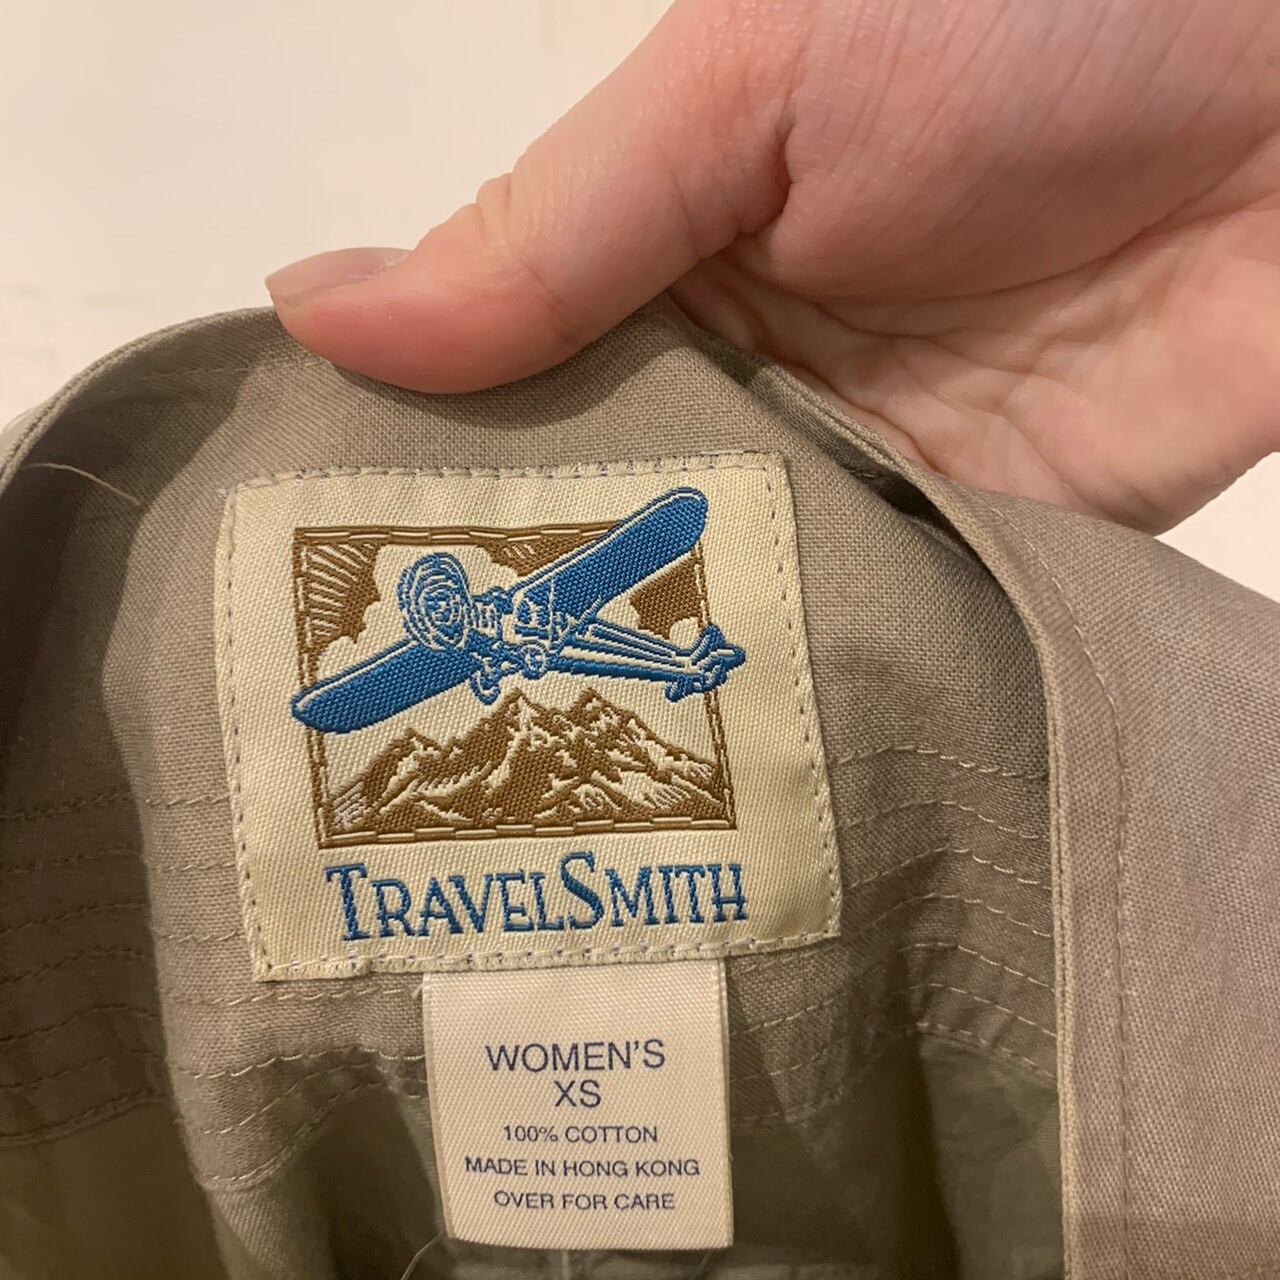 TRAVELSMITH
WOMEN'S
XS
100% COTTON
MADE IN HONG KONG
OVER FOR CARE